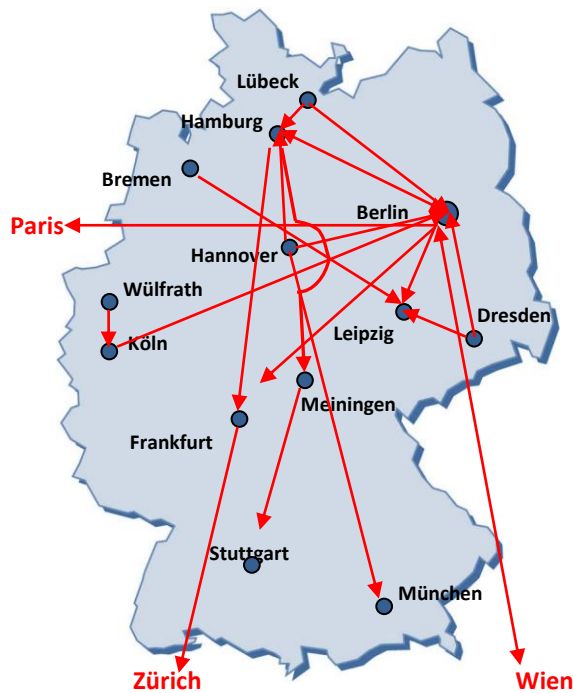 Lübeck
Hamburg
Bremen
Paris
Berlin
Hannover
Wülfrath
Köln
Leipzig
Dresden
Meiningen
Frankfurt
Stuttgart
München
Zürich
Wien